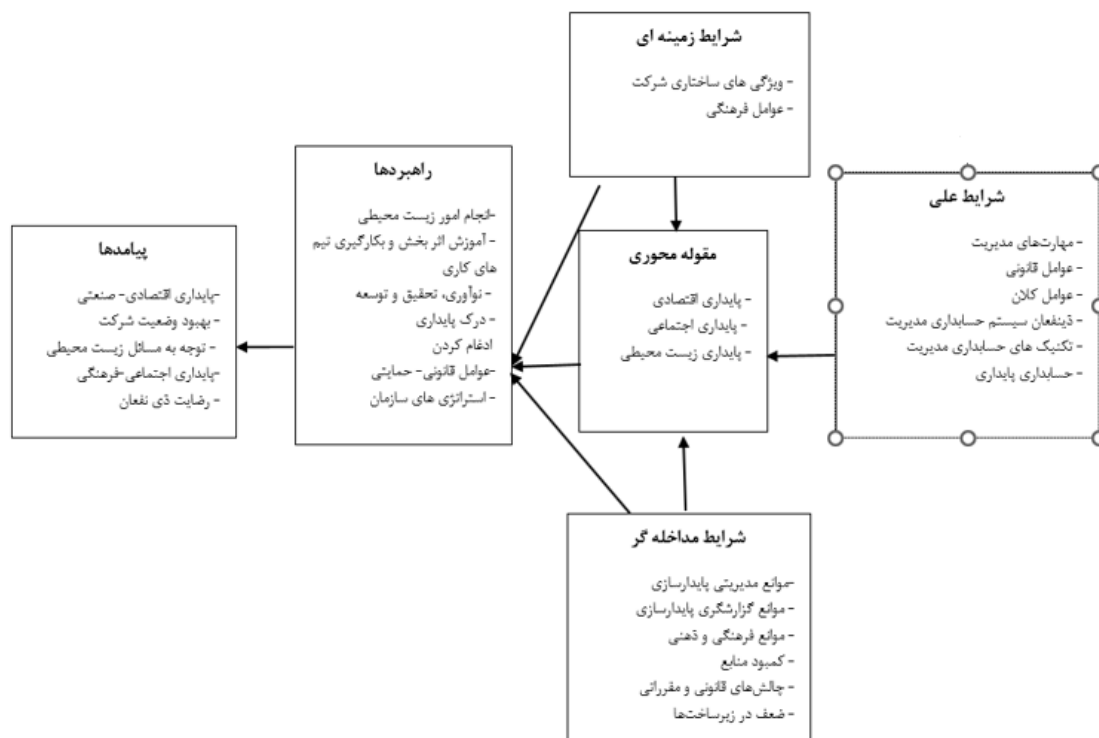 شرایط زمینه ای
- ویژگی های ساختاری شرکت
- عوامل فرهنگی
شرایط علی
- مهارت‌های مدیریت
- عوامل قانونی
- عوامل کلان
- ذینفعان سیستم حسابداری مدیریت
- تکنیک های حسابداری مدیریت
- حسابداری پایداری
مقوله محوری
- پایداری اقتصادی
- پایداری اجتماعی
- پایداری زیست محیطی
راهبردها
-انجام امور زیست محیطی
- آموزش اثر بخش و بکارگیری تیم
های کاری
- نوآوری، تحقیق و توسعه
- درک پایداری
ادغام کردن
-عوامل قانونی- حمایتی
- استراتژی های سازمان
پیامدها
-پایداری اقتصادی- صنعتی
- بهبود وضعیت شرکت
- توجه به مسائل زیست محیطی
-پایداری اجتماعی-فرهنگی
- رضایت ذی نفعان
شرایط مداخله گر
-موانع مدیریتی پایدارسازی
- موانع گزارشگری پایدارسازی
- موانع فرهنگی و ذهنی
- کمبود منابع
- چالش‌های قانونی و مقرراتی
- ضعف در زیرساخت‌ها